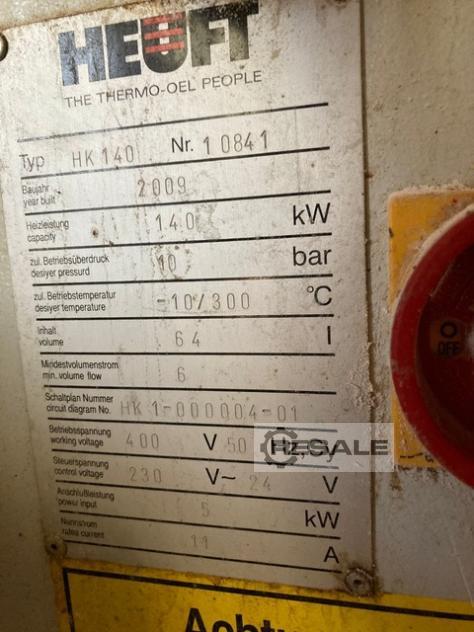 HEUFT
THE THERMO-OEL PEOPLE
Typ HK 140 Nr. 10841
Baujahr
year built 2009
Heizleistung
capacity 140 kW
zul. Betriebsüberdruck
desiyer pressurd 10 bar
zul. Betriebstemperatur
desiyer temperature -10/300 °C
Inhalt
volume 64 l
Mindestvolumenstrom
min. volume flow 6
Schaltplan Nummer
circuit diagram No. HK 1-000004-01
Betriebsspannung
working voltage 400 V 50 Hz
Steuerspannung
control voltage 230 V~ 24 V
Anschlußleistung
power input 5 kW
Nennstrom
rated current 11 A
OFF
RESALE
Achtu